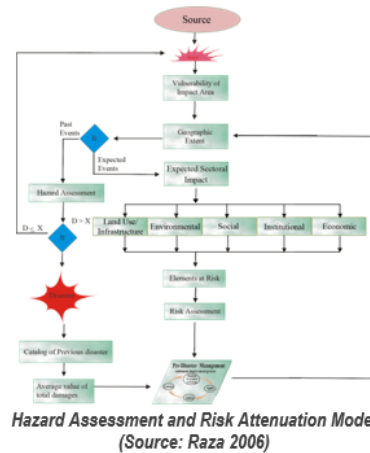 Source
Vulnerability of
Impact Area
Past
Events
Geographic
Extent
Expected
Events
Expected Sectoral
Impact
Hazard Assessment
D ≤ X
D > X
Land Use/
Infrastructure
Environmental
Social
Institutional
Economic
Elements at Risk
Risk Assessment
Catalog of Previous disaster
Average value of
total damages
Pre-Disaster Management
Hazard Assessment and Risk Attenuation Mode
(Source: Raza 2006)